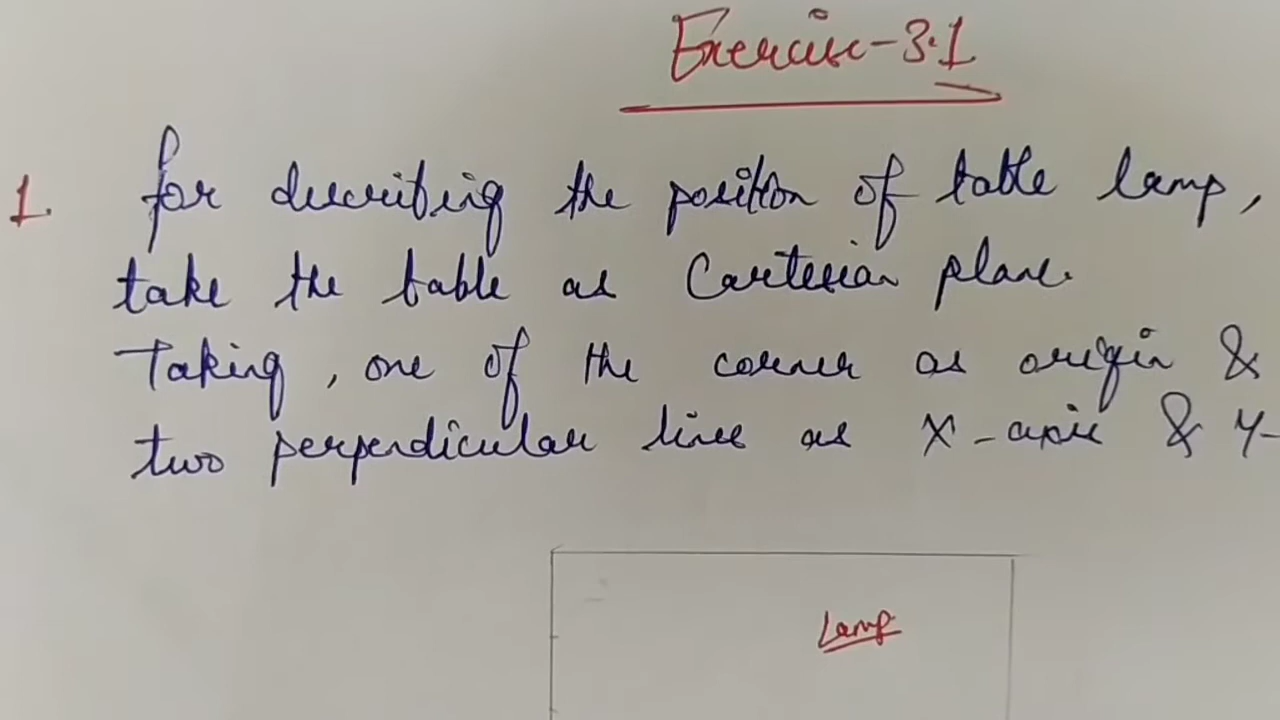 Exercise-3.1
1. for describing the position of table lamp,
take the table as Cartesian plane.
Taking, one of the corner as origin &
two perpendicular lines as X-axis & Y-
Lamp